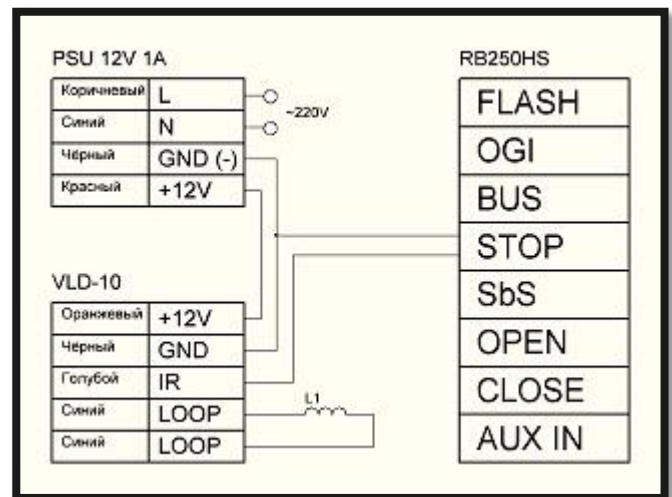 PSU 12V 1A
Коричневый L
Синий N
Чёрный GND (-)
Красный +12V
~220V
VLD-10
Оранжевый +12V
Чёрный GND
Голубой IR
Синий LOOP
Синий LOOP
L1
RB250HS
FLASH
OGI
BUS
STOP
SbS
OPEN
CLOSE
AUX IN